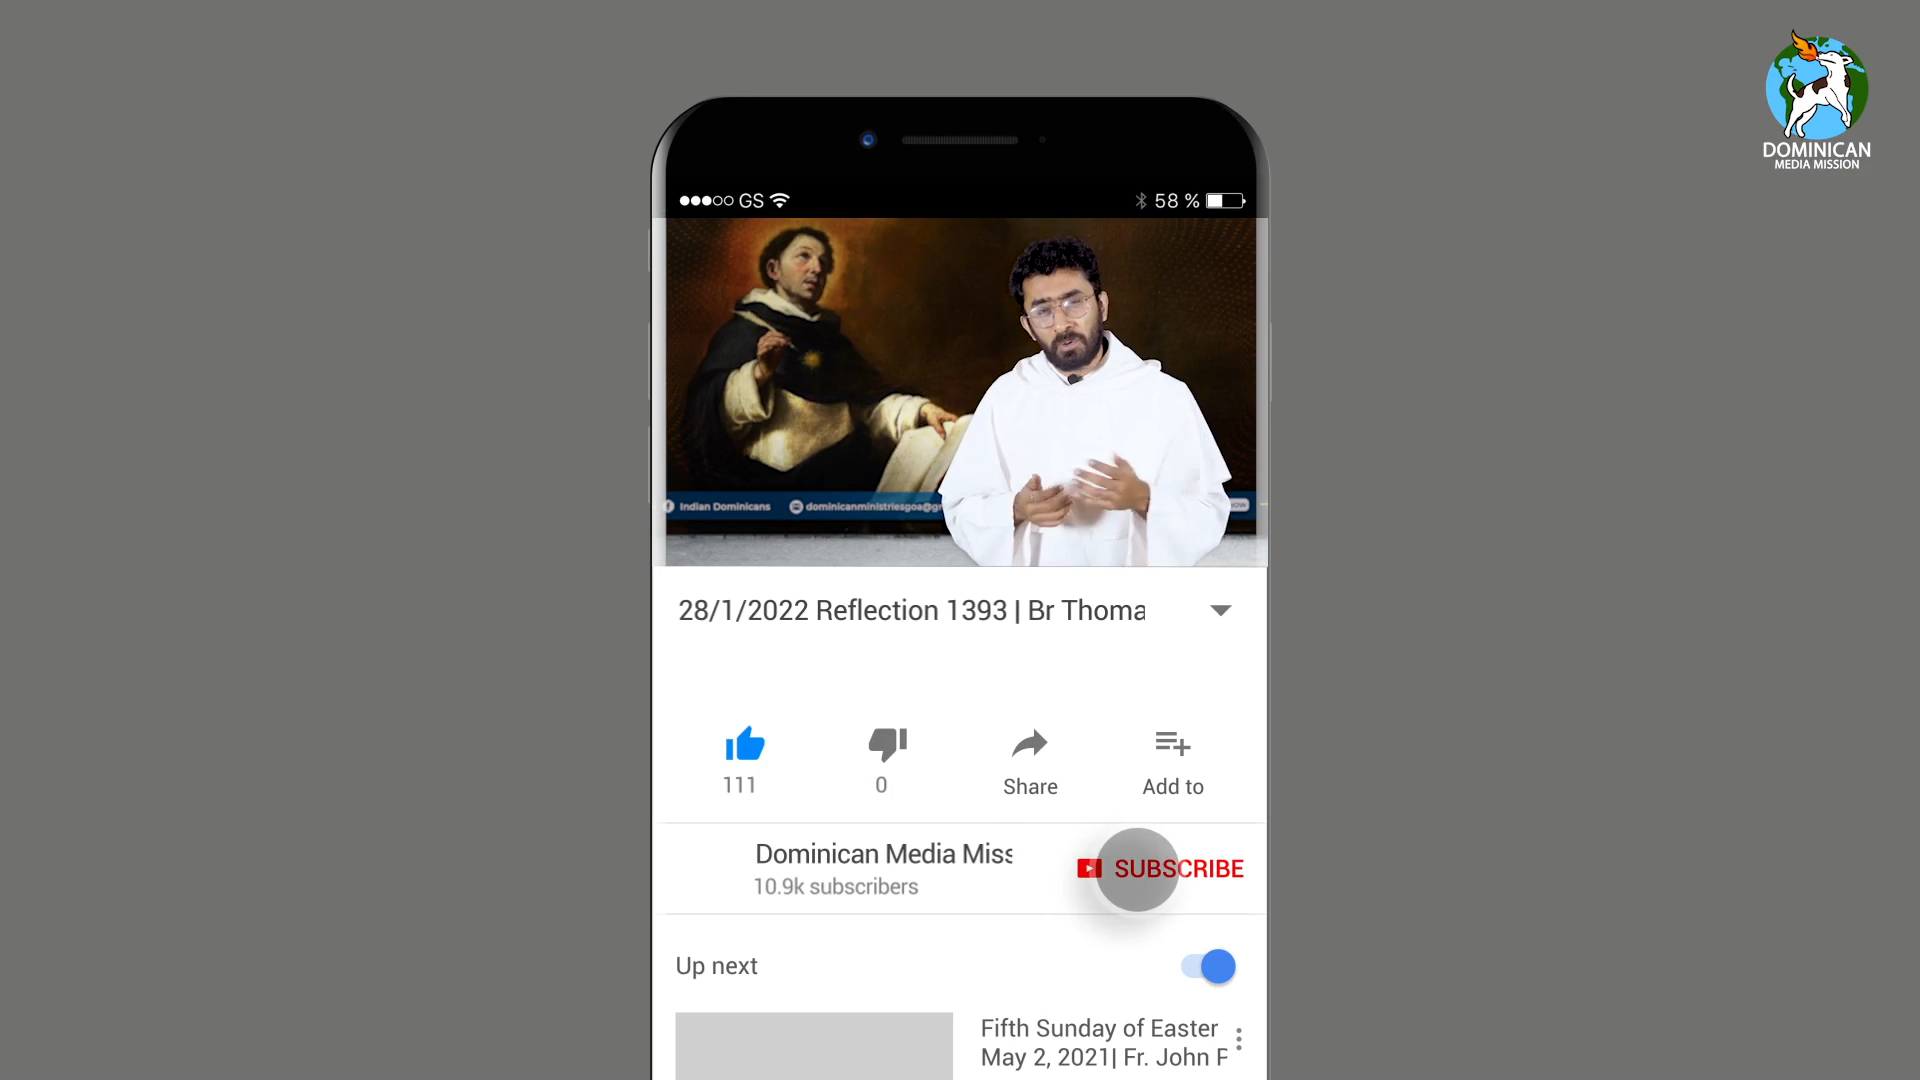 DOMINICAN
MEDIA MISSION
GS
58 %
Indian Dominicans
dominicanministriesgoa@g
28/1/2022 Reflection 1393 | Br Thoma
111
0
Share
Add to
Dominican Media Miss
10.9k subscribers
SUBSCRIBE
Up next
Fifth Sunday of Easter
May 2, 2021| Fr. John